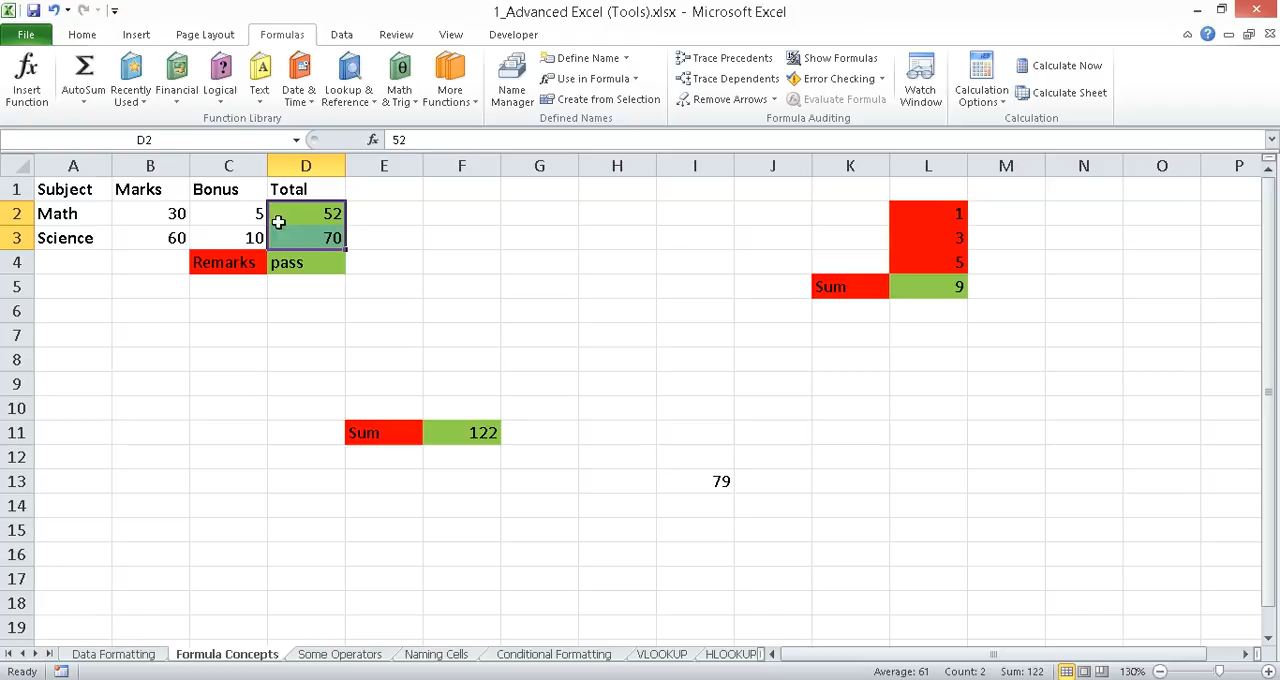 1_Advanced Excel (Tools).xlsx - Microsoft Excel
File Home Insert Page Layout Formulas Data Review View Developer
fx Insert Function
Σ AutoSum
Recently Used
Financial
Logical
Text
Date & Time
Lookup & Reference
Math & Trig
More Functions
Function Library
Name Manager
Define Name
Use in Formula
Create from Selection
Defined Names
Trace Precedents
Trace Dependents
Remove Arrows
Show Formulas
Error Checking
Evaluate Formula
Formula Auditing
Watch Window
Calculation Options
Calculate Now
Calculate Sheet
Calculation
D2 fx 52
A B C D E F G H I J K L M N O P
1 Subject Marks Bonus Total
2 Math 30 5 52 1
3 Science 60 10 70 3
4 Remarks pass 5
5 Sum 9
6
7
8
9
10
11 Sum 122
12
13 79
14
15
16
17
18
19
Data Formatting Formula Concepts Some Operators Naming Cells Conditional Formatting VLOOKUP HLOOKUP
Ready Average: 61 Count: 2 Sum: 122 130%